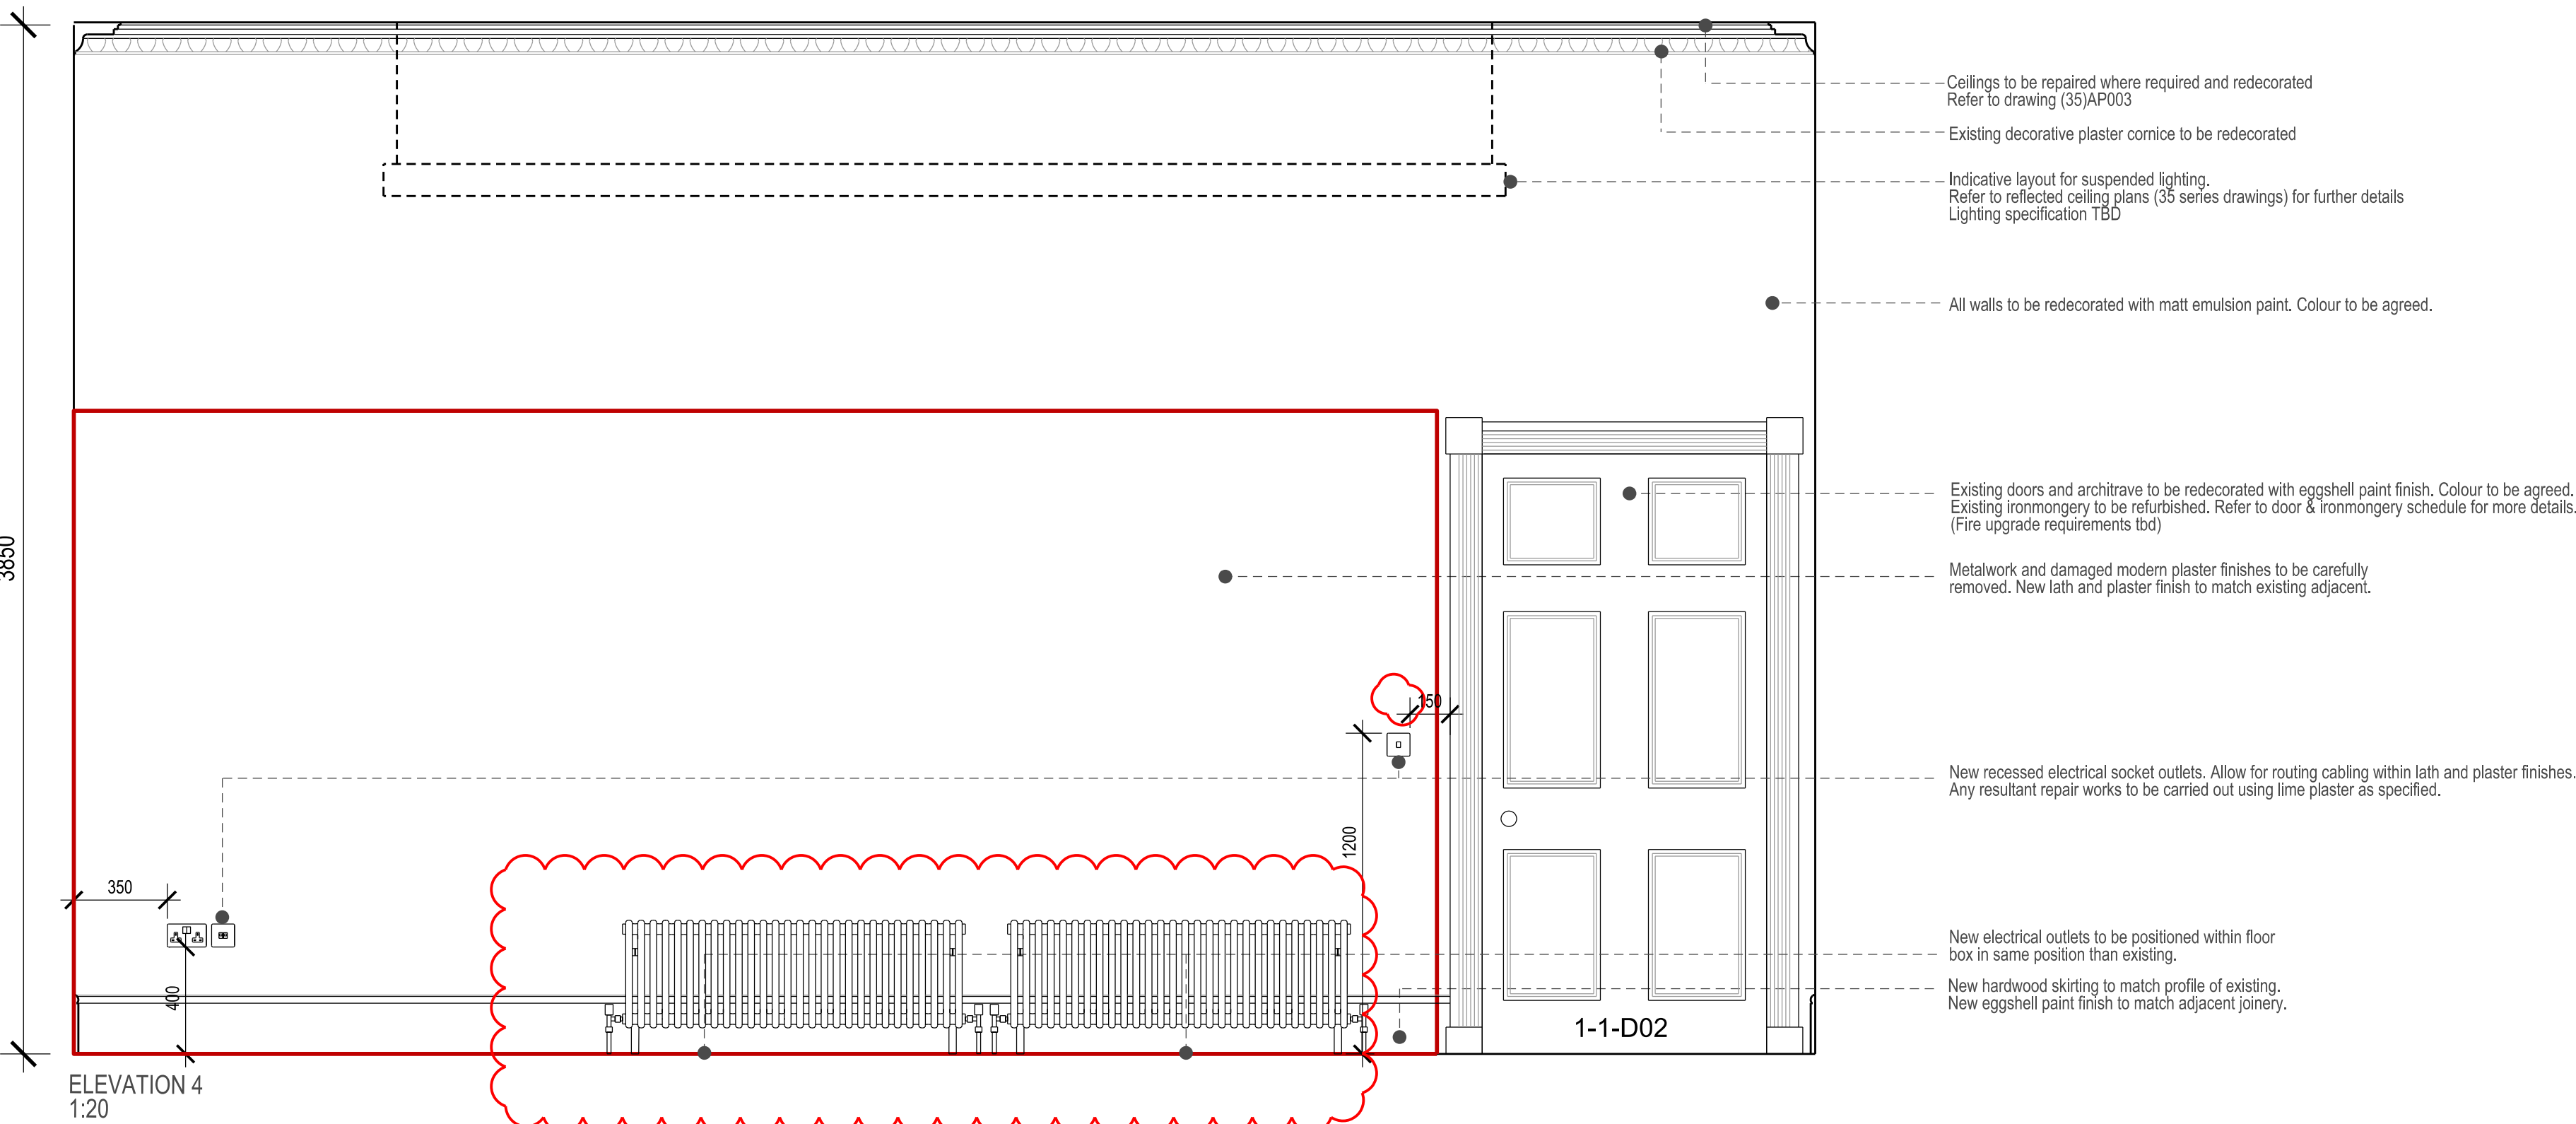 Ceilings to be repaired where required and redecorated
Refer to drawing (35)AP003
Existing decorative plaster cornice to be redecorated
Indicative layout for suspended lighting.
Refer to reflected ceiling plans (35 series drawings) for further details
Lighting specification TBD
All walls to be redecorated with matt emulsion paint. Colour to be agreed.
Existing doors and architrave to be redecorated with eggshell paint finish. Colour to be agreed.
Existing ironmongery to be refurbished. Refer to door & ironmongery schedule for more details.
(Fire upgrade requirements tbd)
3850
Metalwork and damaged modern plaster finishes to be carefully
removed. New lath and plaster finish to match existing adjacent.
150
New recessed electrical socket outlets. Allow for routing cabling within lath and plaster finishes.
Any resultant repair works to be carried out using lime plaster as specified.
1200
350
New electrical outlets to be positioned within floor
box in same position than existing.
400
New hardwood skirting to match profile of existing.
New eggshell paint finish to match adjacent joinery.
1-1-D02
ELEVATION 4
1:20